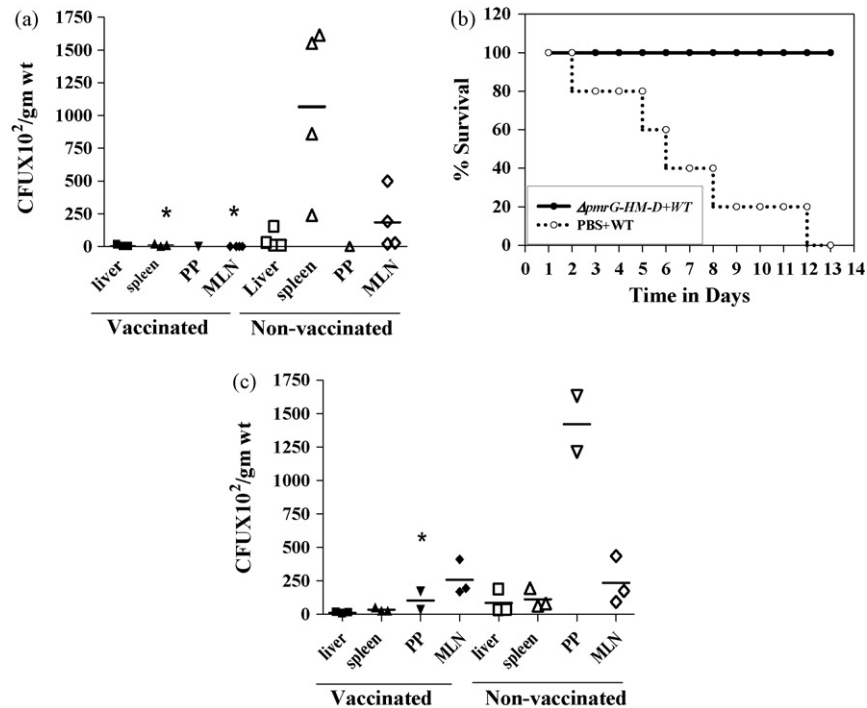 (a)
1750
1500
1250
1000
750
500
250
0
CFUX10²/gm wt
*
*
liver
spleen
PP
MLN
Liver
spleen
PP
MLN
Vaccinated
Non-vaccinated
(b)
120
100
80
60
40
20
0
% Survival
ΔpmrG-HM-D+WT
PBS+WT
0 1 2 3 4 5 6 7 8 9 10 11 12 13 14
Time in Days
(c)
1750
1500
1250
1000
750
500
250
0
CFUX10²/gm wt
*
liver
spleen
PP
MLN
liver
spleen
PP
MLN
Vaccinated
Non-vaccinated